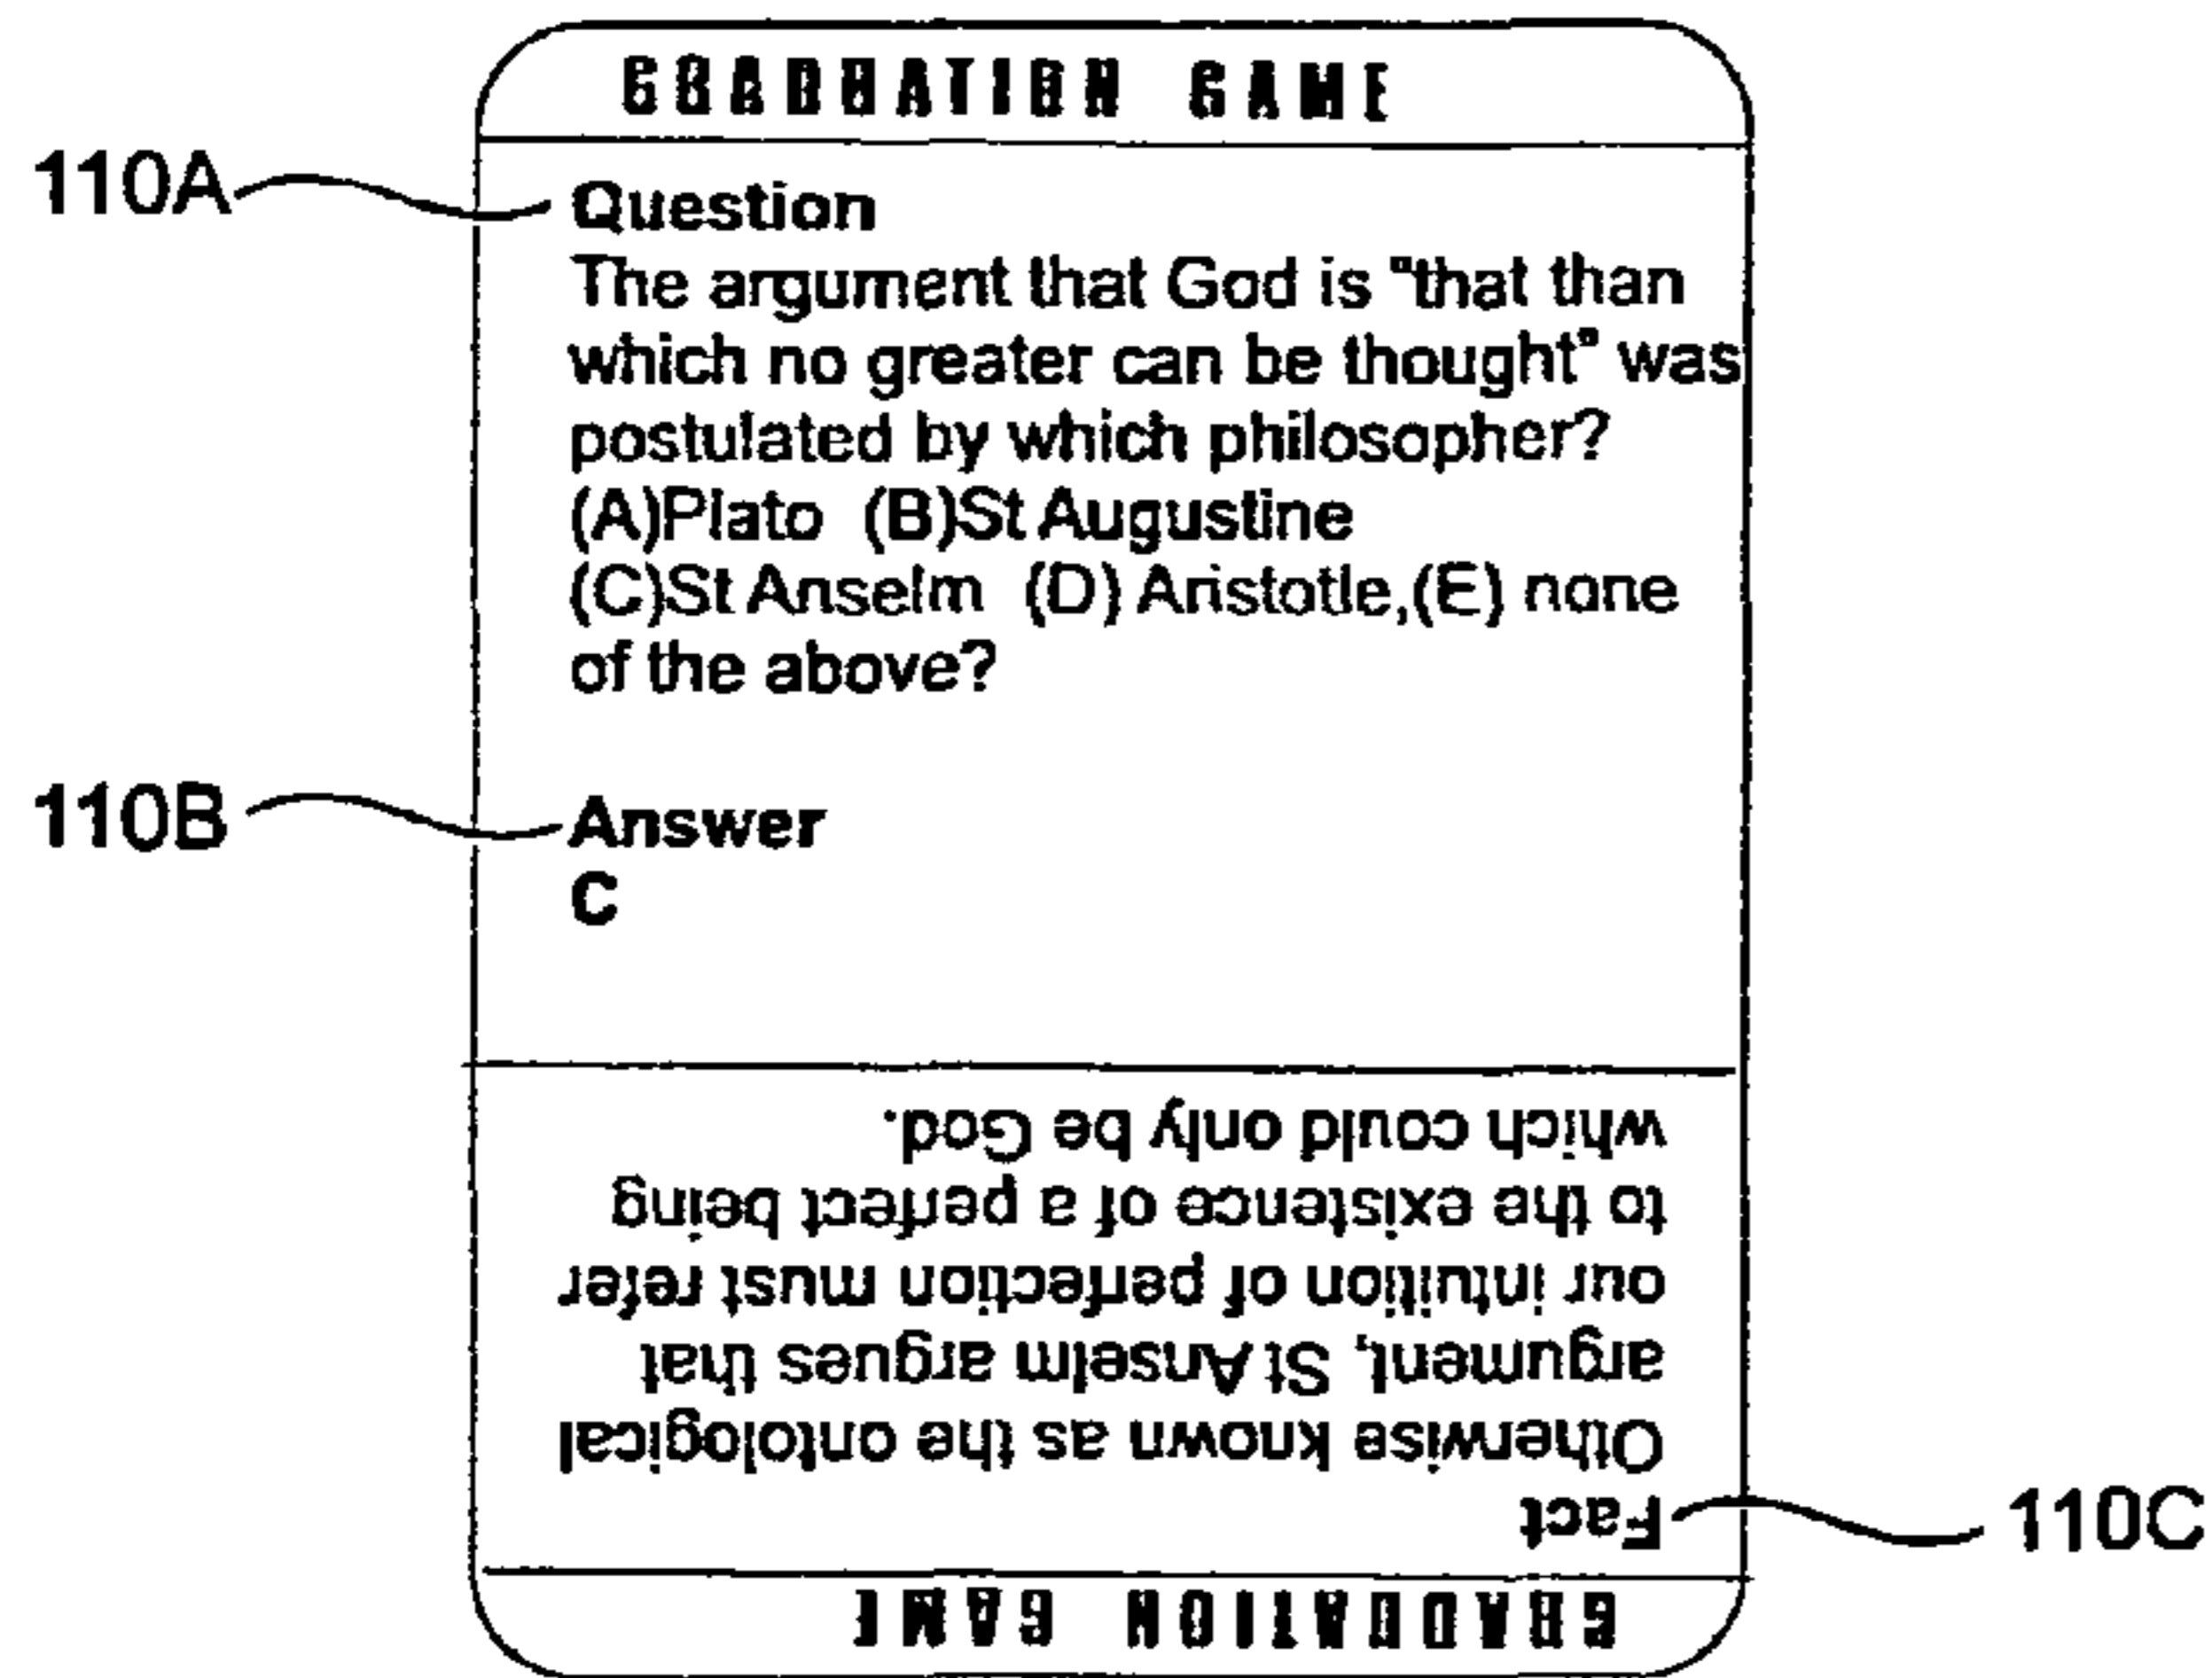 GRADUATION GAME
110A
Question
The argument that God is "that than
which no greater can be thought" was
postulated by which philosopher?
(A)Plato (B)St Augustine
(C)St Anselm (D) Aristotle,(E) none
of the above?
110B
Answer
C
GRADUATION GAME
Fact
110C
Otherwise known as the ontological
argument, St Anselm argues that
our intuition of perfection must refer
to the existence of a perfect being
which could only be God.